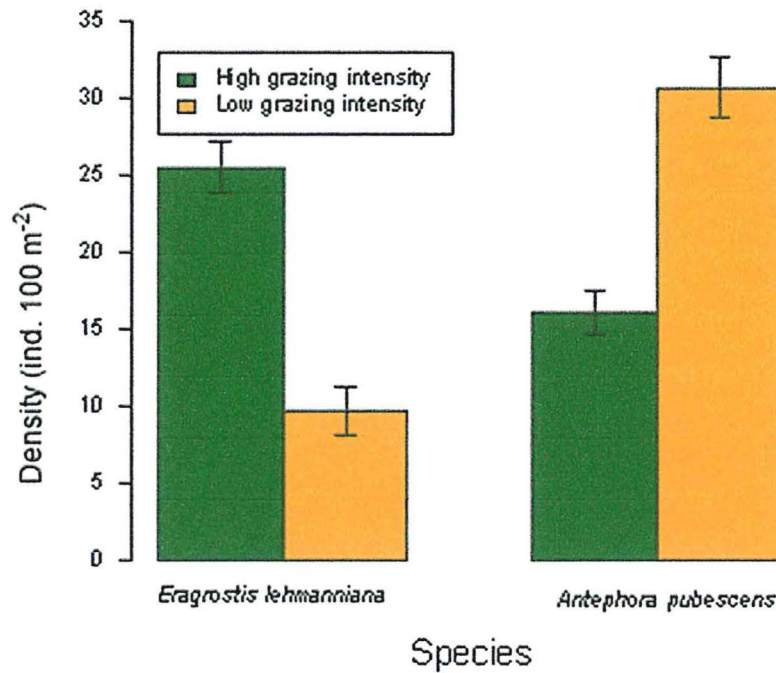 35
High grazing intensity
Low grazing intensity
30
25
20
15
10
5
0
Density (ind. 100 m⁻²)
Eragrostis lehmanniana
Antephora pubescens
Species